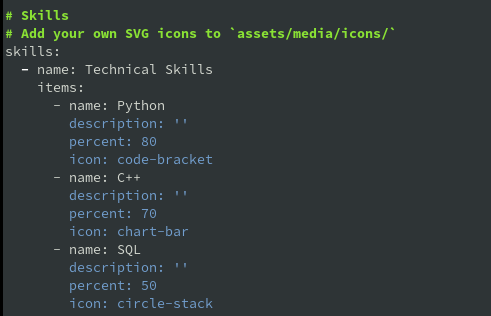 # Skills
# Add your own SVG icons to `assets/media/icons/`
skills:
  - name: Technical Skills
    items:
      - name: Python
        description: ''
        percent: 80
        icon: code-bracket
      - name: C++
        description: ''
        percent: 70
        icon: chart-bar
      - name: SQL
        description: ''
        percent: 50
        icon: circle-stack